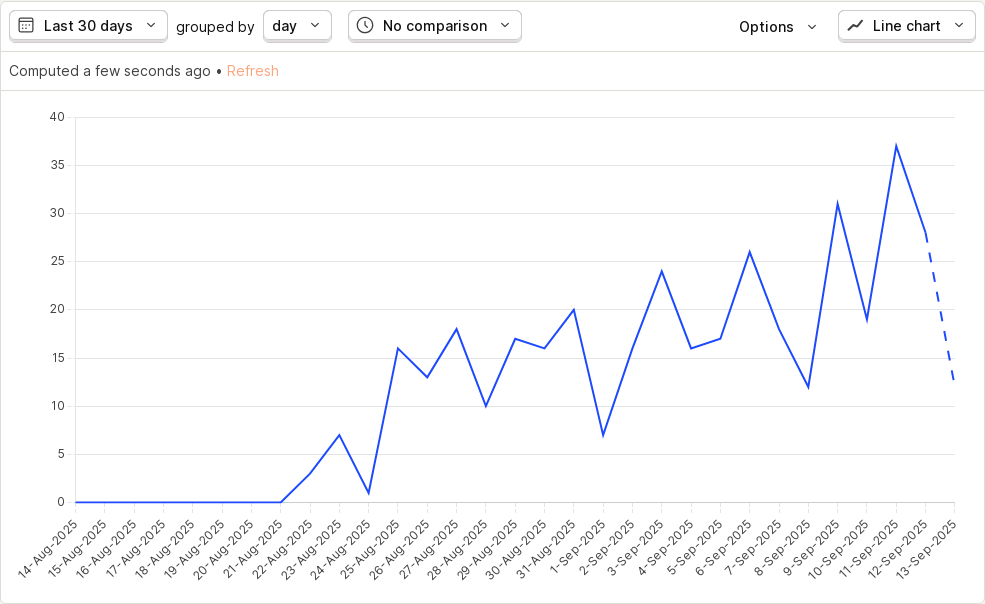 Last 30 days grouped by day No comparison Options Line chart
Computed a few seconds ago • Refresh
40
35
30
25
20
15
10
5
0
14-Aug-2025
15-Aug-2025
16-Aug-2025
17-Aug-2025
18-Aug-2025
19-Aug-2025
20-Aug-2025
21-Aug-2025
22-Aug-2025
23-Aug-2025
24-Aug-2025
25-Aug-2025
26-Aug-2025
27-Aug-2025
28-Aug-2025
29-Aug-2025
30-Aug-2025
31-Aug-2025
1-Sep-2025
2-Sep-2025
3-Sep-2025
4-Sep-2025
5-Sep-2025
6-Sep-2025
7-Sep-2025
8-Sep-2025
9-Sep-2025
10-Sep-2025
11-Sep-2025
12-Sep-2025
13-Sep-2025